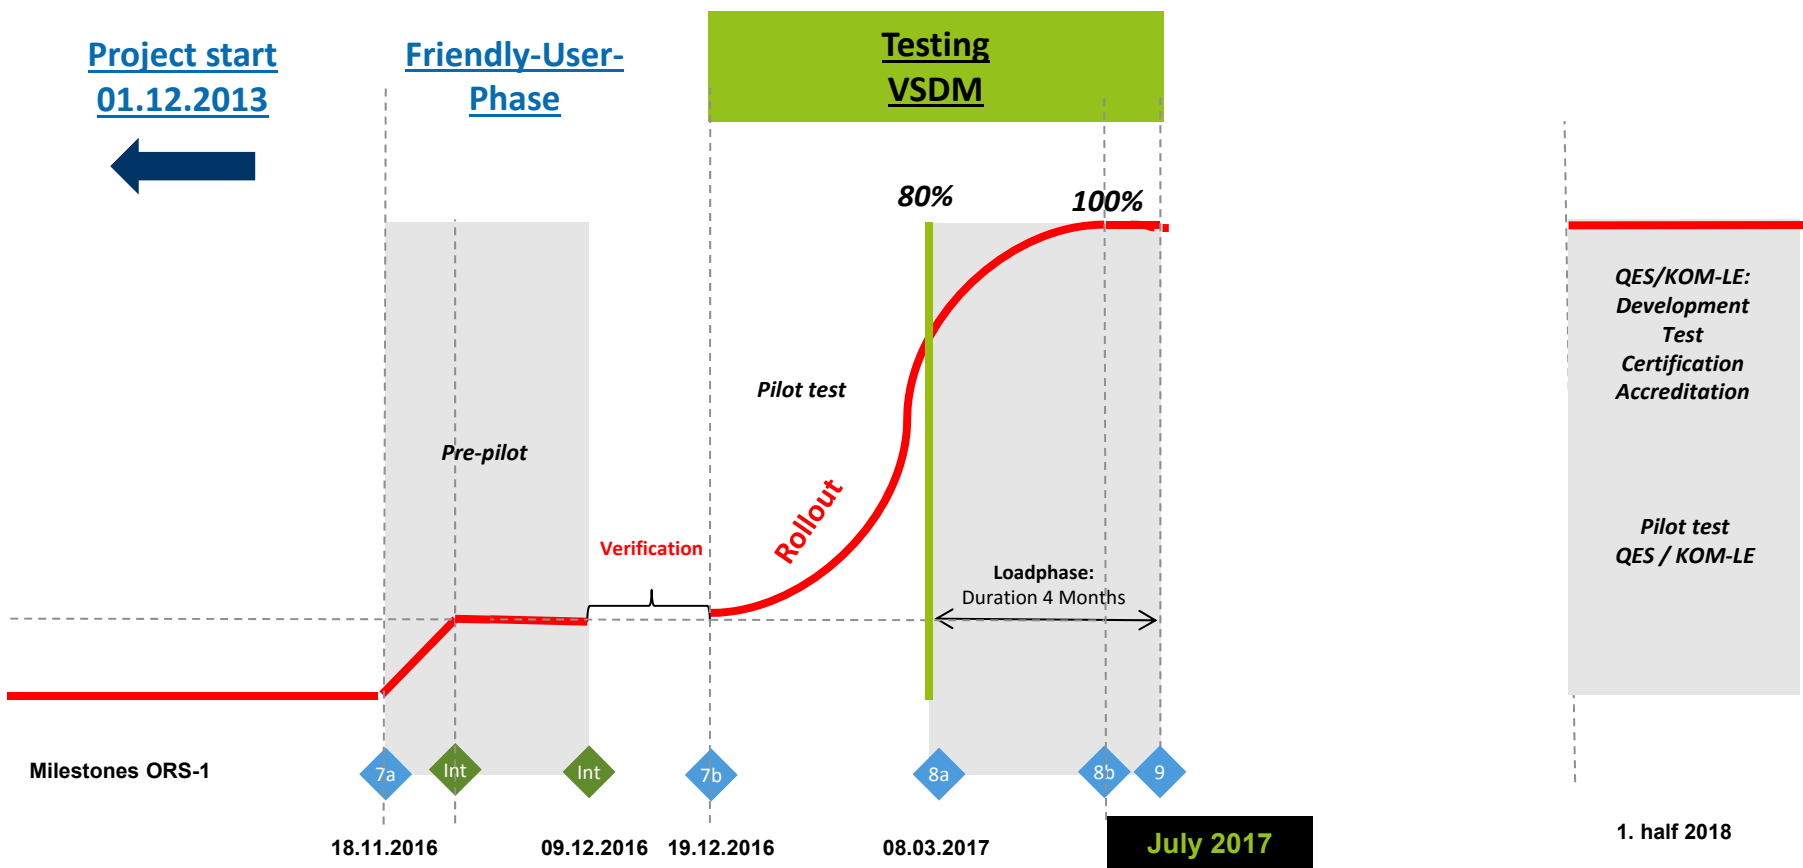 Project start
01.12.2013
Friendly-User-
Phase
Testing
VSDM
80%
100%
QES/KOM-LE:
Development
Test
Certification
Accreditation
Pilot test
Pre-pilot
Rollout
Verification
Pilot test
QES / KOM-LE
Loadphase:
Duration 4 Months
Milestones ORS-1
7a
Int
Int
7b
8a
8b
9
18.11.2016
09.12.2016
19.12.2016
08.03.2017
July 2017
1. half 2018